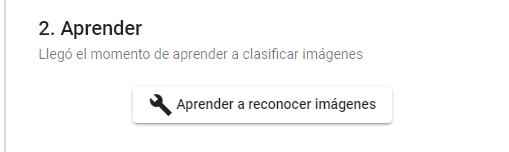 2. Aprender
Llegó el momento de aprender a clasificar imágenes
Aprender a reconocer imágenes